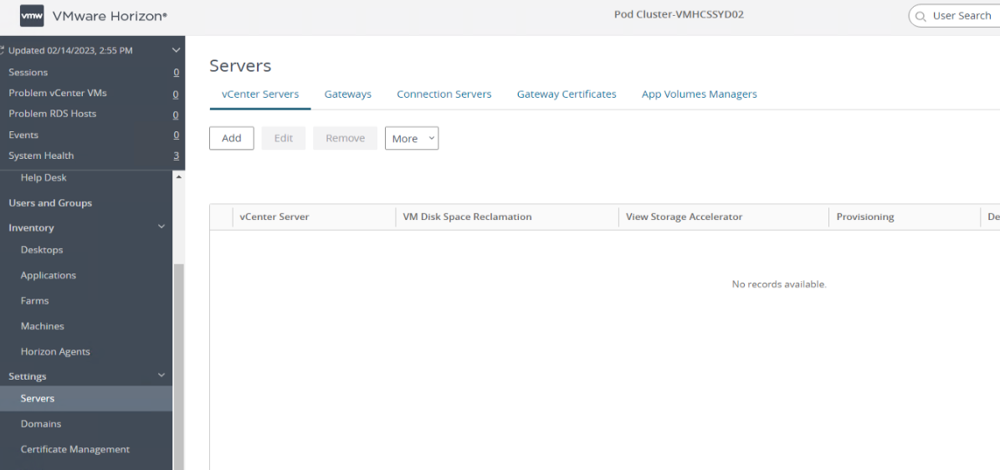 vmw VMware Horizon®
Pod Cluster-VMHCSSYD02
User Search
Updated 02/14/2023, 2:55 PM
Sessions 0
Problem vCenter VMs 0
Problem RDS Hosts 0
Events 0
System Health 3
Help Desk
Users and Groups
Inventory
Desktops
Applications
Farms
Machines
Horizon Agents
Settings
Servers
Domains
Certificate Management
Servers
vCenter Servers Gateways Connection Servers Gateway Certificates App Volumes Managers
Add Edit Remove More
vCenter Server VM Disk Space Reclamation View Storage Accelerator Provisioning De
No records available.